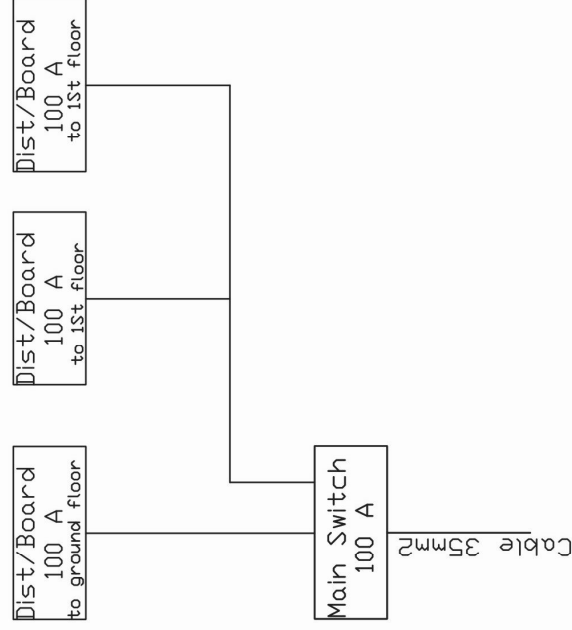 Dist/Board
100 A
to 1St floor
Dist/Board
100 A
to 1St floor
Dist/Board
100 A
to ground floor
Main Switch
100 A
Cable 35mm2